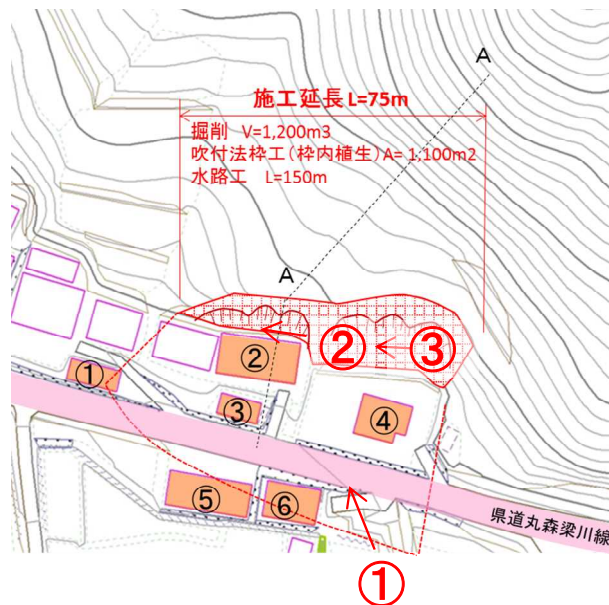 A
施工延長 L=75m
掘削 V=1,200m3
吹付法枠工(枠内植生)A= 1,100m2
水路工 L=150m
A
② ③
①
②
③
④
⑤
⑥
県道丸森梁川線
①